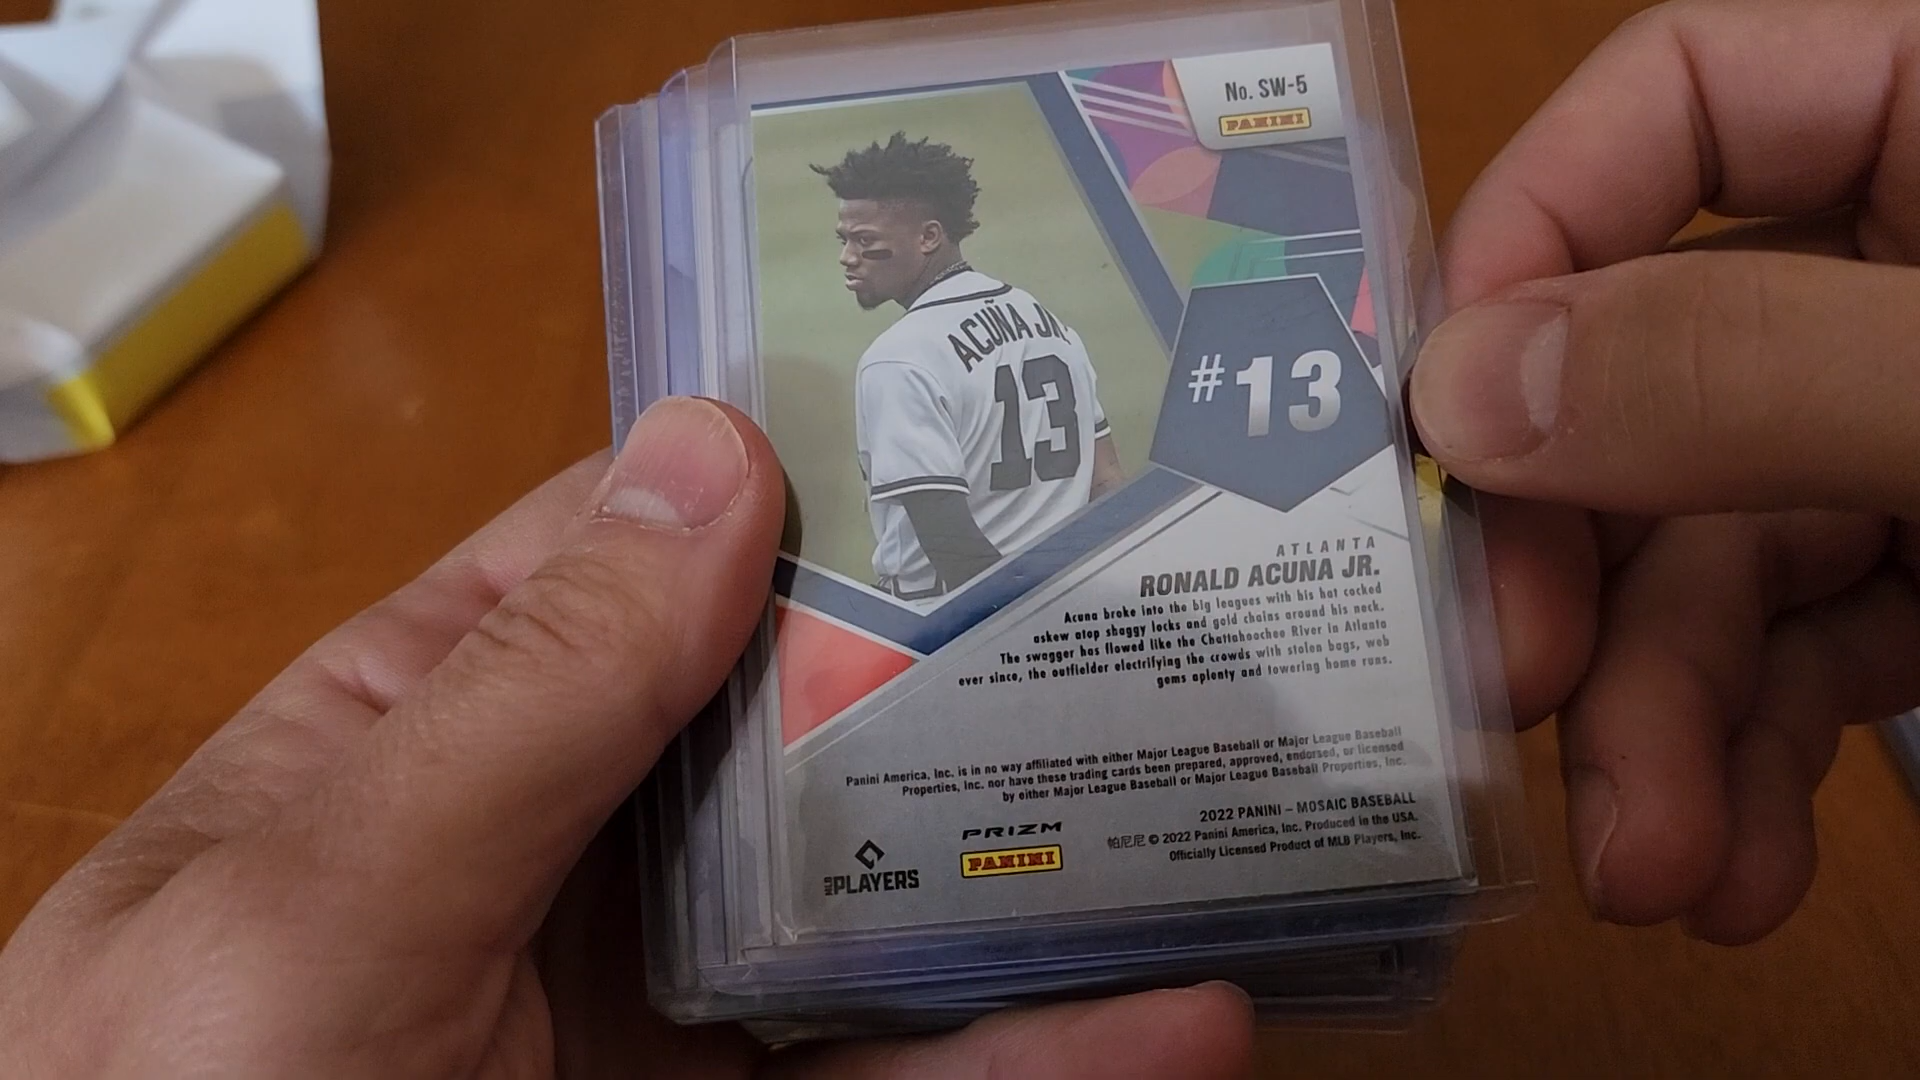 No. SW-5
PANINI
ACUÑA JR.
13
#13
ATLANTA
RONALD ACUNA JR.
Acuna broke into the big leagues with his hat cocked
askew atop shaggy locks and gold chains around his neck.
The swagger has flowed like the Chattahoochee River in Atlanta
ever since, the outfielder electrifying the crowds with stolen bags, web
gems aplenty and towering home runs.
Panini America, Inc. is in no way affiliated with either Major League Baseball or Major League Baseball
Properties, Inc. nor have these trading cards been prepared, approved, endorsed, or licensed
by either Major League Baseball or Major League Baseball Properties, Inc.
2022 PANINI – MOSAIC BASEBALL
帕尼尼 © 2022 Panini America, Inc. Produced in the USA.
Officially Licensed Product of MLB Players, Inc.
PRIZM
PANINI
MLB PLAYERS